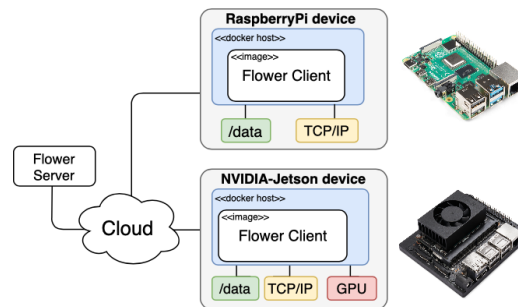 RaspberryPi device
<<docker host>>
<<image>>
Flower Client
/data
TCP/IP
Flower
Server
Cloud
NVIDIA-Jetson device
<<docker host>>
<<image>>
Flower Client
/data
TCP/IP
GPU